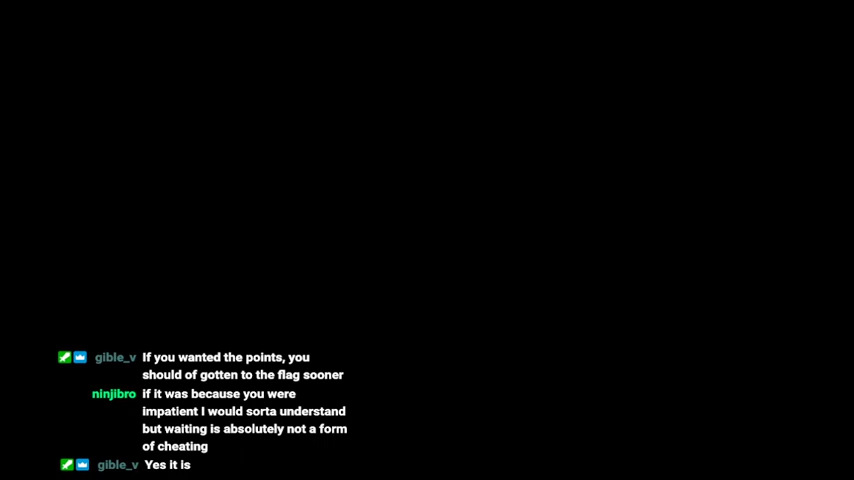 gible_v If you wanted the points, you
should of gotten to the flag sooner
ninjibro if it was because you were
impatient I would sorta understand
but waiting is absolutely not a form
of cheating
gible_v Yes it is